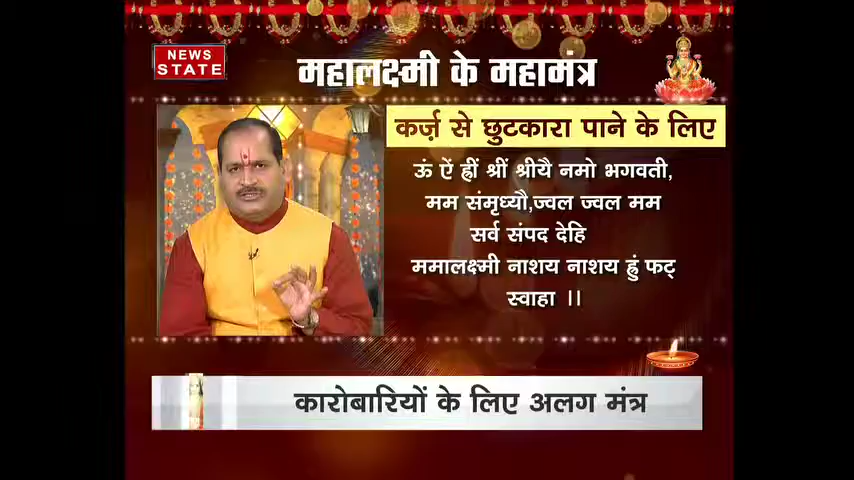 NEWS
STATE
महालक्ष्मी के महामंत्र
कर्ज़ से छुटकारा पाने के लिए
ऊं ऐं ह्रीं श्रीं श्रीयै नमो भगवती,
मम संमृध्यौ,ज्वल ज्वल मम
सर्व संपद देहि
ममालक्ष्मी नाशय नाशय ह्रुं फट्
स्वाहा ।।
कारोबारियों के लिए अलग मंत्र